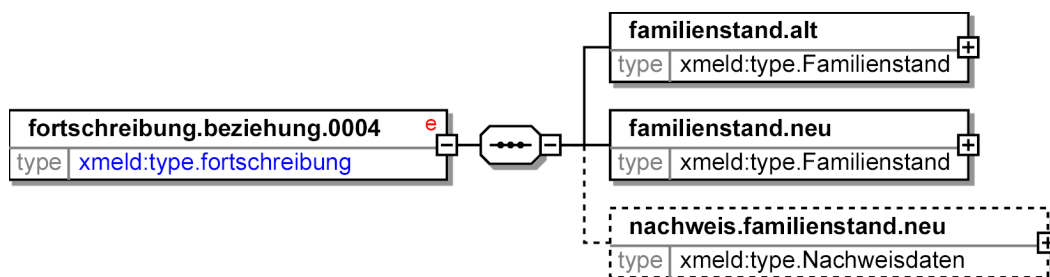 familienstand.alt
type xmeld:type.Familienstand
fortschreibung.beziehung.0004 e
type xmeld:type.fortschreibung
familienstand.neu
type xmeld:type.Familienstand
nachweis.familienstand.neu
type xmeld:type.Nachweisdaten